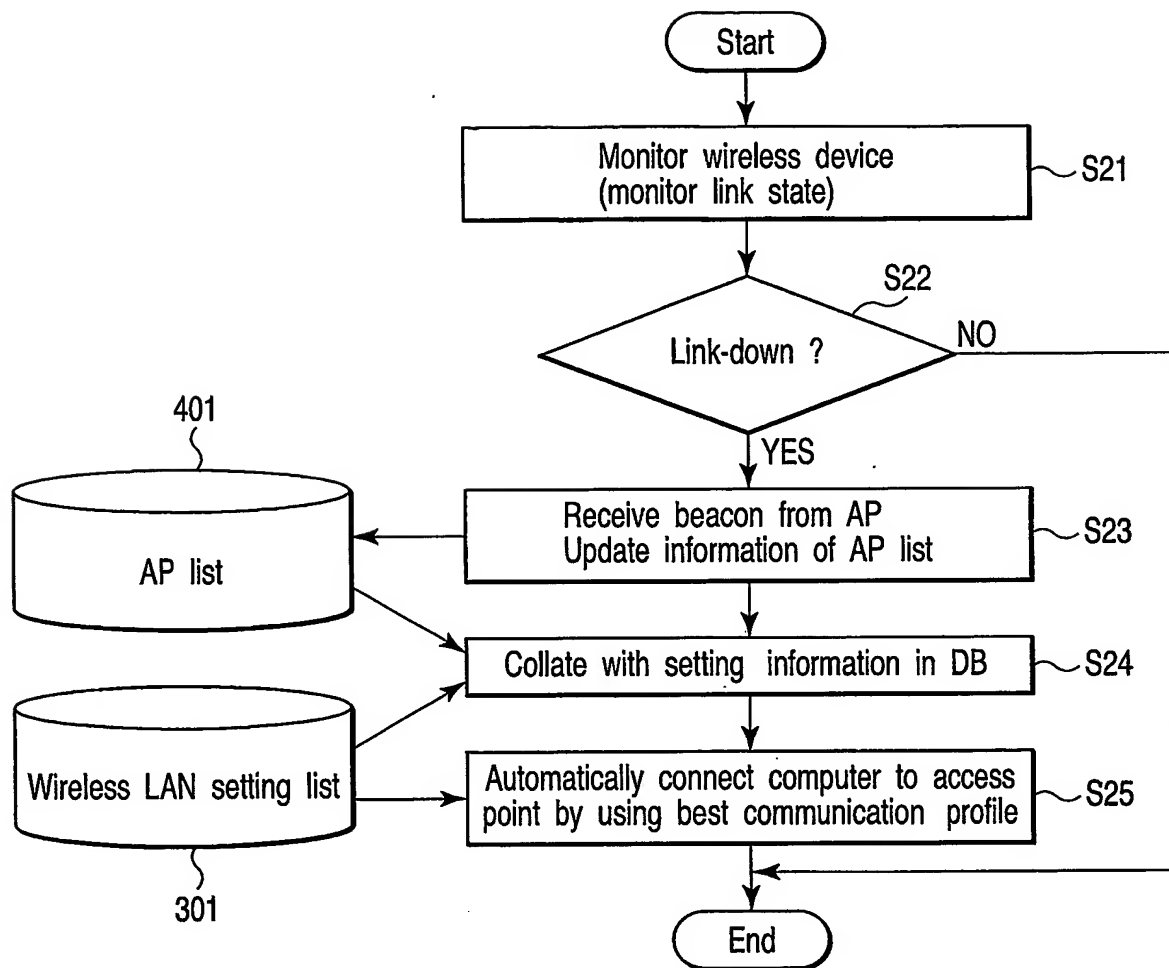 Start
Monitor wireless device
(monitor link state)
S21
S22
Link-down ?
NO
YES
401
AP list
Receive beacon from AP
Update information of AP list
S23
Collate with setting information in DB
S24
Wireless LAN setting list
301
Automatically connect computer to access
point by using best communication profile
S25
End